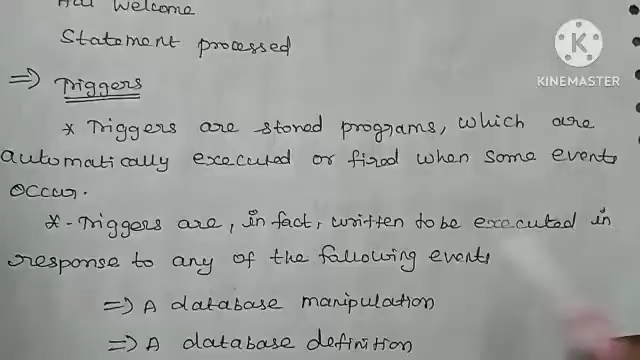 All Welcome
Statement processed
=> Triggers
* Triggers are stored programs, which are
automatically executed or fired when some events
occur.
* - Triggers are, in fact, written to be executed in
response to any of the following events
=> A database manipulation
=> A database definition
K
KINEMASTER